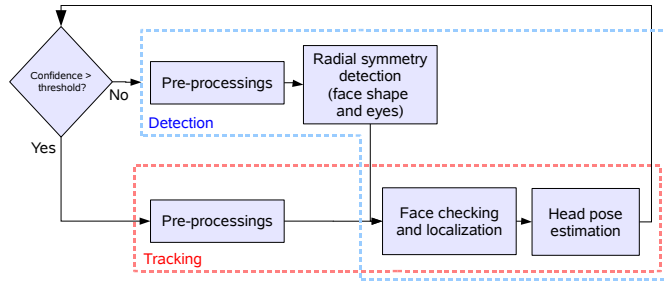 Confidence >
threshold?
No
Yes
Pre-processings
Radial symmetry
detection
(face shape
and eyes)
Detection
Pre-processings
Face checking
and localization
Head pose
estimation
Tracking